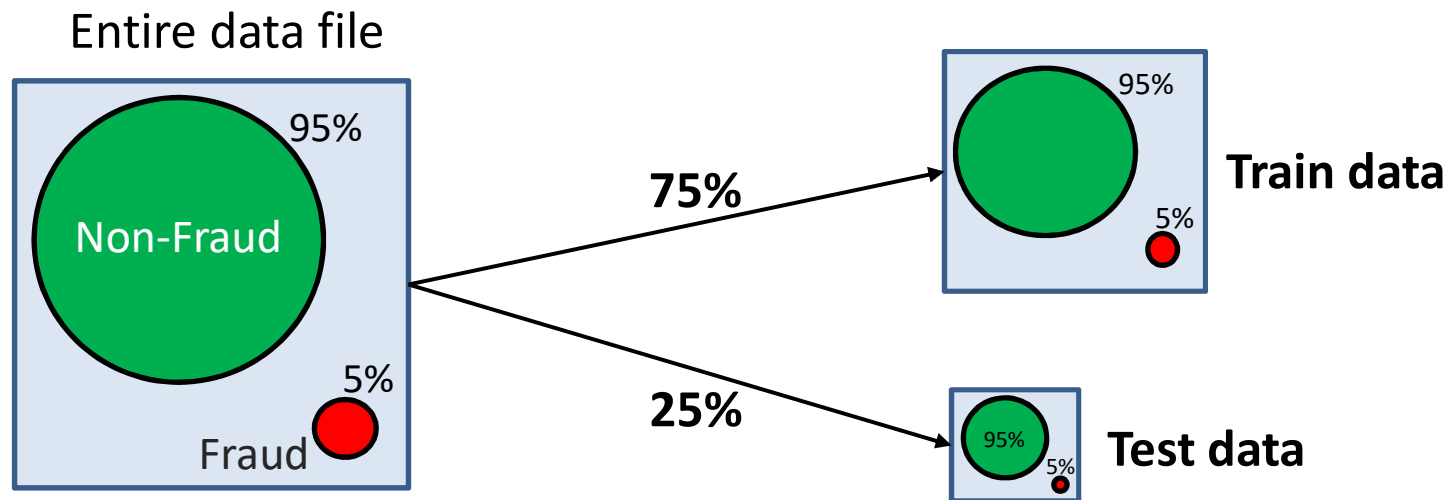 Entire data file
95%
Non-Fraud
5%
Fraud
75%
25%
95%
5%
Train data
95%
5%
Test data